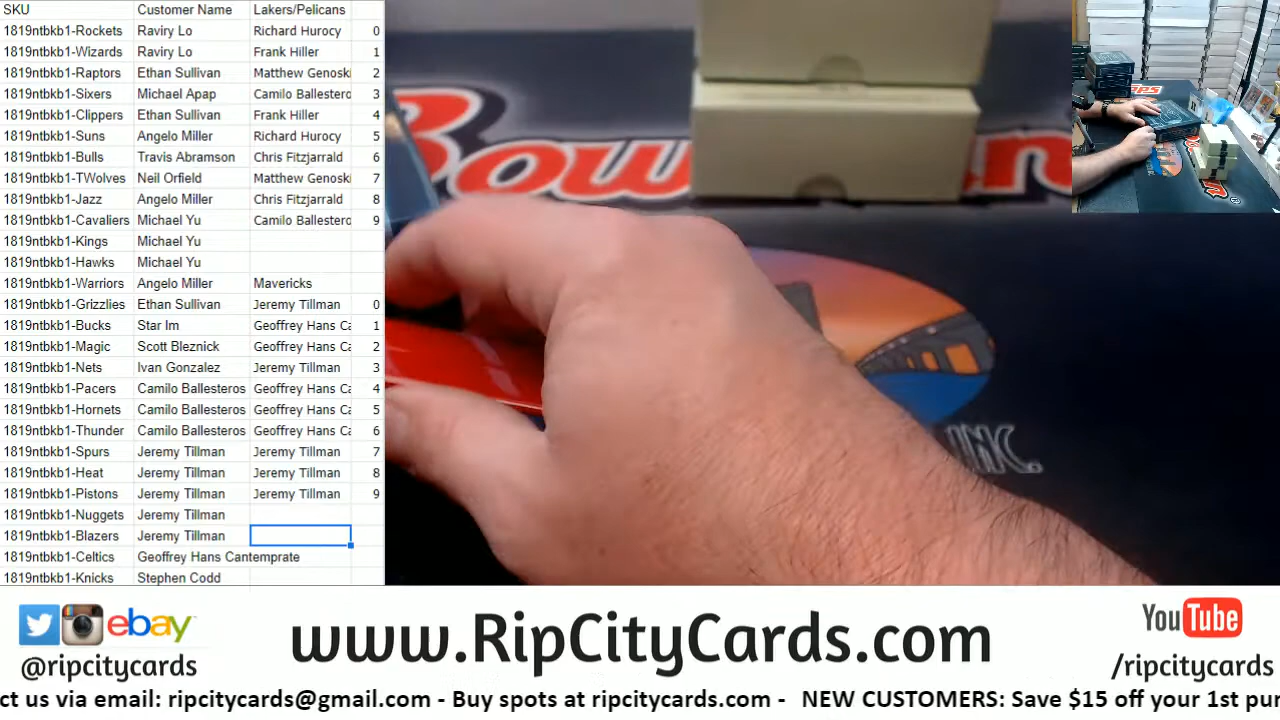 SKU Customer Name Lakers/Pelicans
1819ntbkb1-Rockets Raviry Lo Richard Hurocy 0
1819ntbkb1-Wizards Raviry Lo Frank Hiller 1
1819ntbkb1-Raptors Ethan Sullivan Matthew Genoski 2
1819ntbkb1-Sixers Michael Apap Camilo Ballestero 3
1819ntbkb1-Clippers Ethan Sullivan Frank Hiller 4
1819ntbkb1-Suns Angelo Miller Richard Hurocy 5
1819ntbkb1-Bulls Travis Abramson Chris Fitzjarrald 6
1819ntbkb1-TWolves Neil Orfield Matthew Genoski 7
1819ntbkb1-Jazz Angelo Miller Chris Fitzjarrald 8
1819ntbkb1-Cavaliers Michael Yu Camilo Ballestero 9
1819ntbkb1-Kings Michael Yu
1819ntbkb1-Hawks Michael Yu
1819ntbkb1-Warriors Angelo Miller Mavericks
1819ntbkb1-Grizzlies Ethan Sullivan Jeremy Tillman 0
1819ntbkb1-Bucks Star Im Geoffrey Hans Ca 1
1819ntbkb1-Magic Scott Bleznick Geoffrey Hans Ca 2
1819ntbkb1-Nets Ivan Gonzalez Jeremy Tillman 3
1819ntbkb1-Pacers Camilo Ballesteros Geoffrey Hans Ca 4
1819ntbkb1-Hornets Camilo Ballesteros Geoffrey Hans Ca 5
1819ntbkb1-Thunder Camilo Ballesteros Geoffrey Hans Ca 6
1819ntbkb1-Spurs Jeremy Tillman Jeremy Tillman 7
1819ntbkb1-Heat Jeremy Tillman Jeremy Tillman 8
1819ntbkb1-Pistons Jeremy Tillman Jeremy Tillman 9
1819ntbkb1-Nuggets Jeremy Tillman
1819ntbkb1-Blazers Jeremy Tillman
1819ntbkb1-Celtics Geoffrey Hans Cantemprate
1819ntbkb1-Knicks Stephen Codd
INC.
ebay
@ripcitycards
www.RipCityCards.com
YouTube
/ripcitycards
ct us via email: ripcitycards@gmail.com - Buy spots at ripcitycards.com - NEW CUSTOMERS: Save $15 off your 1st pur